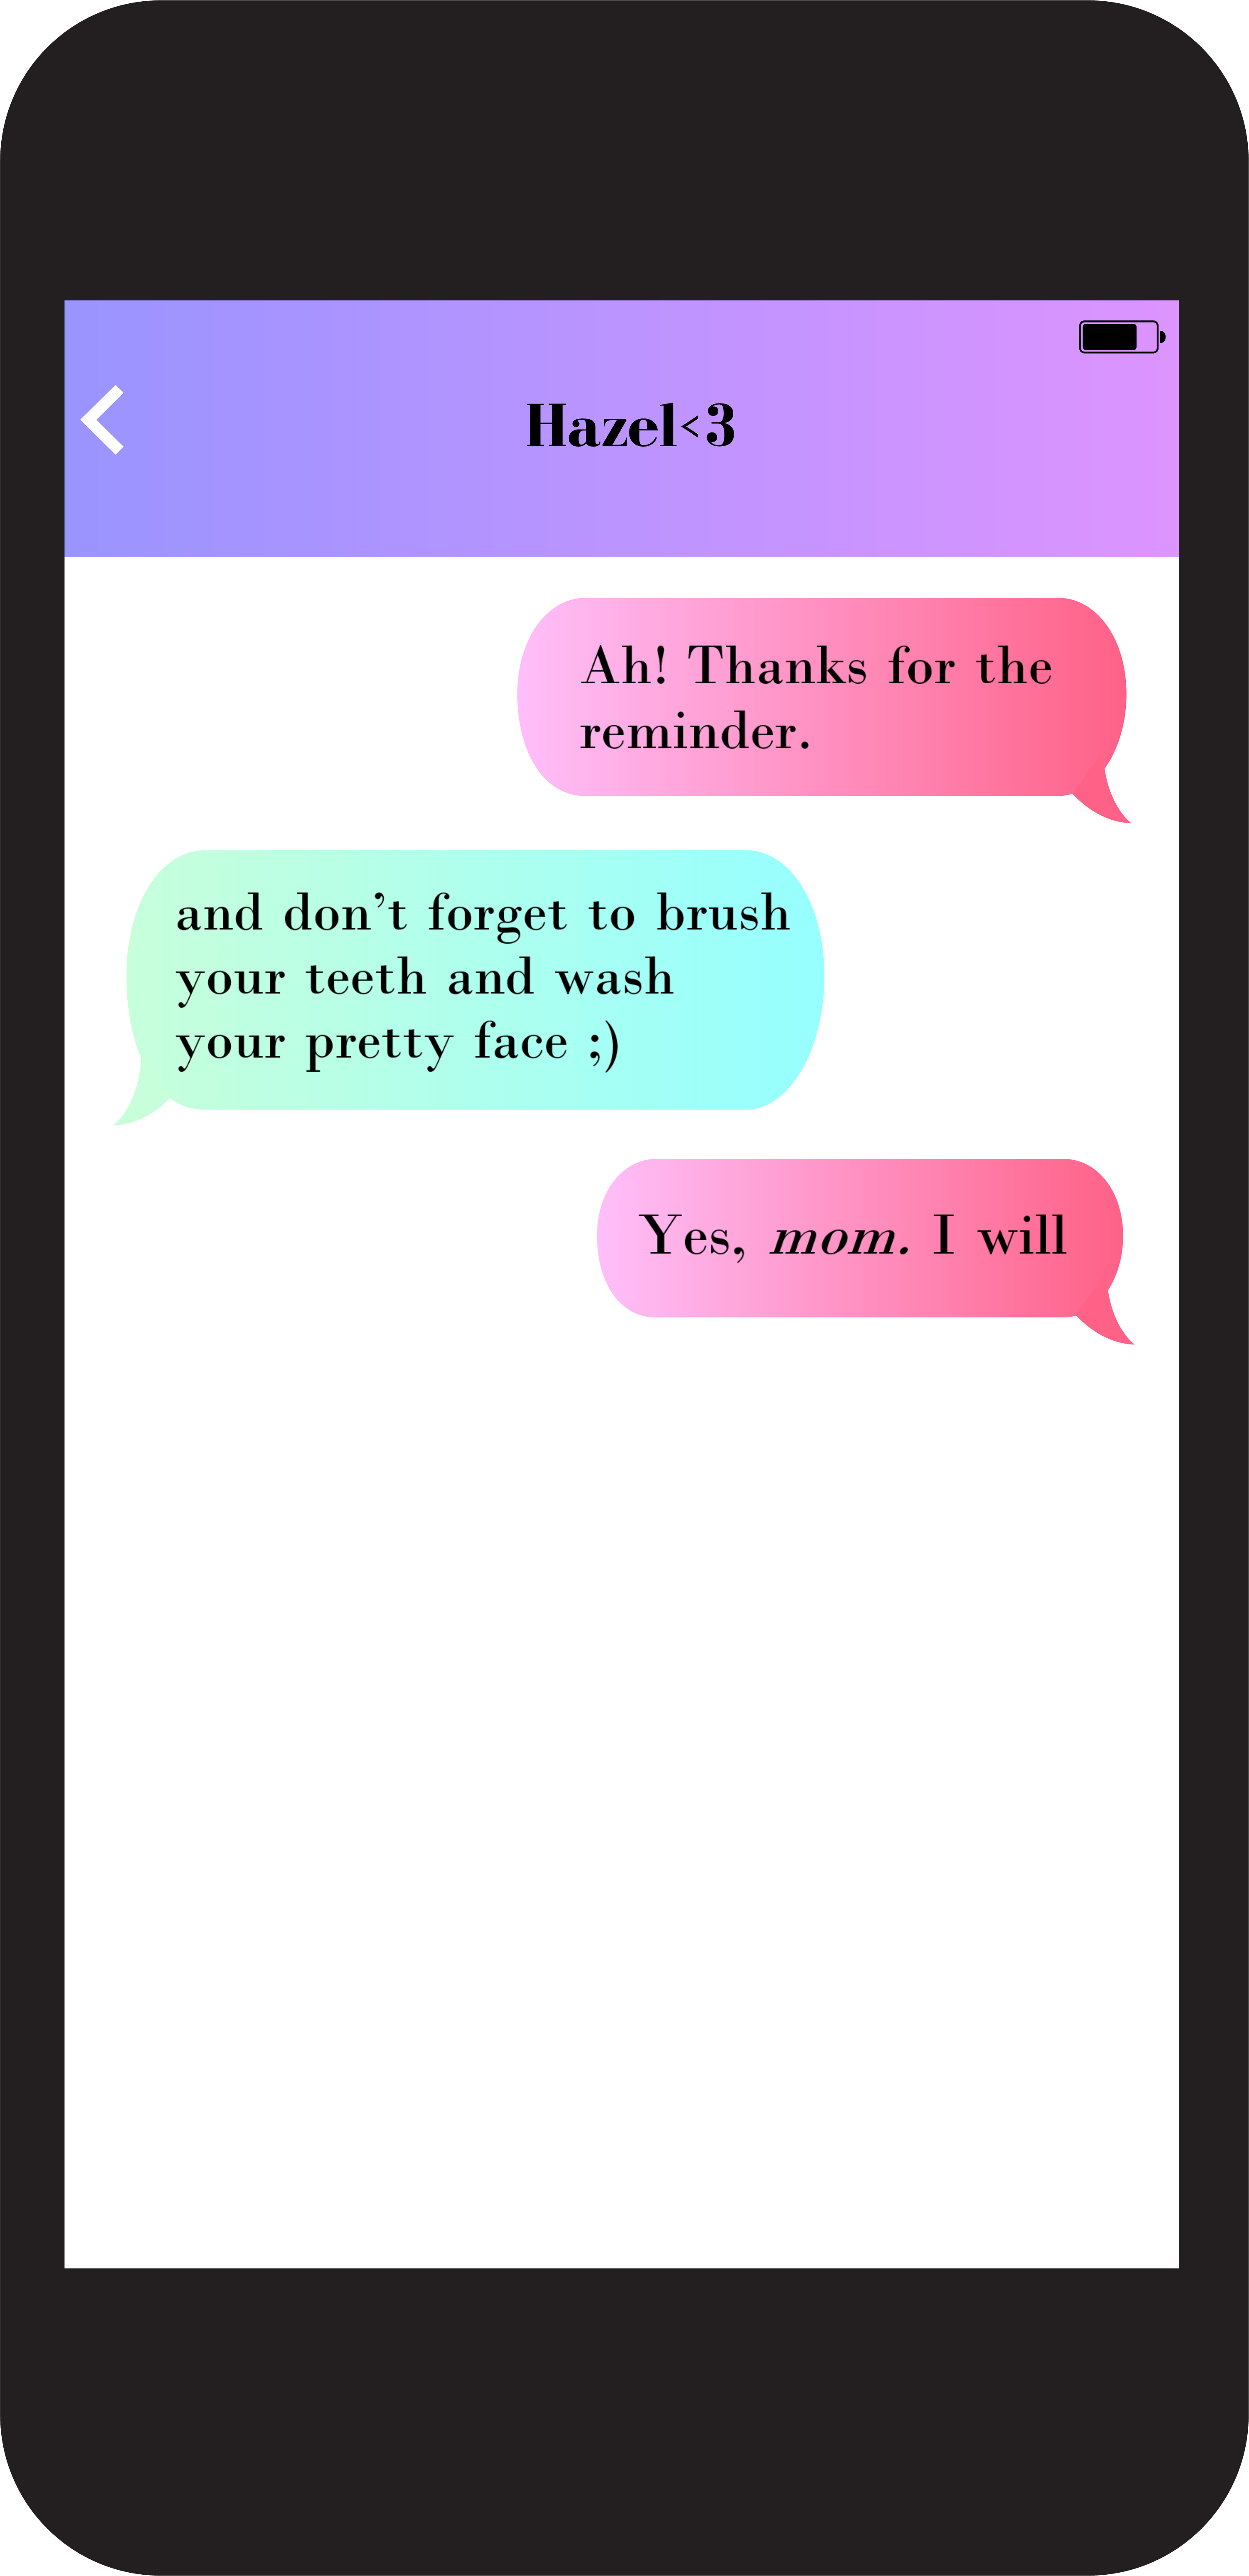 Hazel<3
Ah! Thanks for the
reminder.
and don’t forget to brush
your teeth and wash
your pretty face ;)
Yes, mom. I will